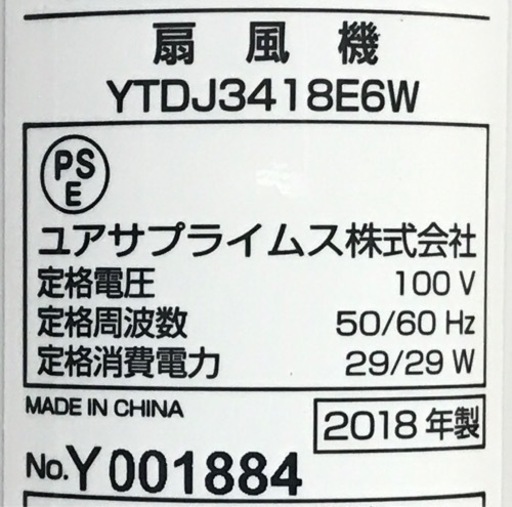 扇風機
YTDJ3418E6W
PS
E
ユアサプライムス株式会社
定格電圧 100 V
定格周波数 50/60 Hz
定格消費電力 29/29 W
MADE IN CHINA
2018 年製
No.Y001884